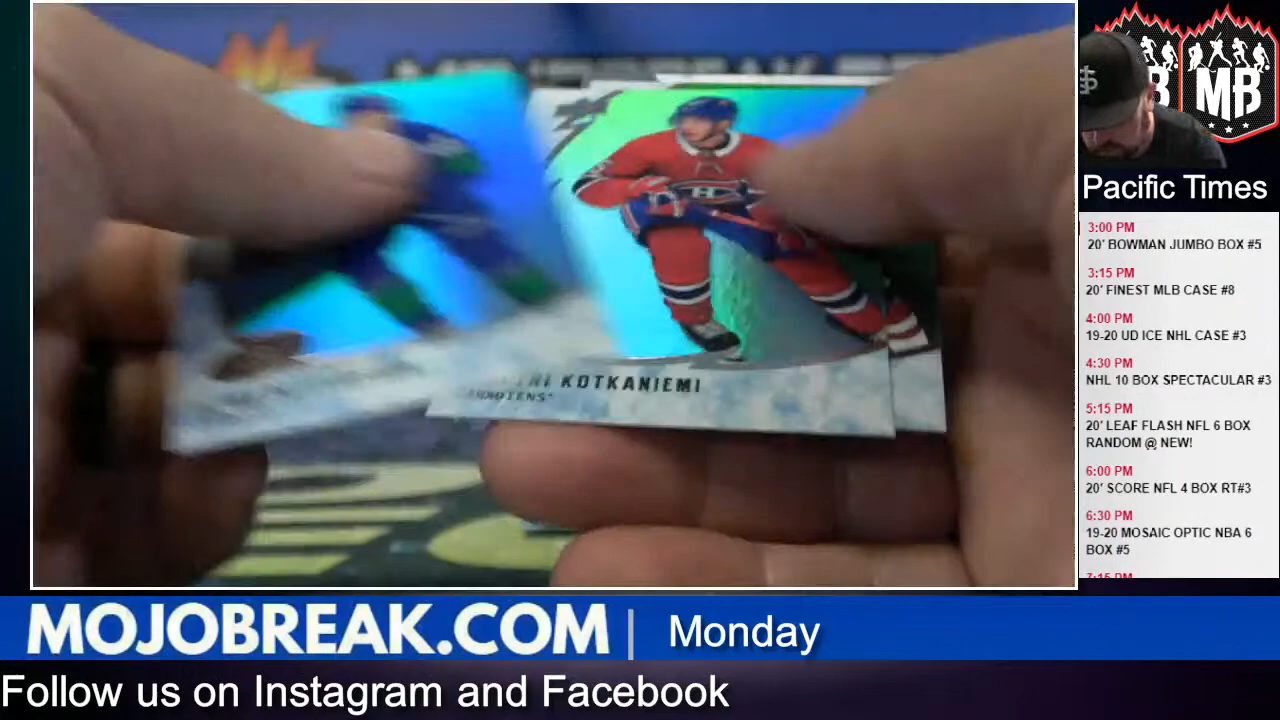 MB
Pacific Times
3:00 PM
20' BOWMAN JUMBO BOX #5
3:15 PM
20' FINEST MLB CASE #8
4:00 PM
19-20 UD ICE NHL CASE #3
4:30 PM
NHL 10 BOX SPECTACULAR #3
5:15 PM
20' LEAF FLASH NFL 6 BOX
RANDOM @ NEW!
6:00 PM
20' SCORE NFL 4 BOX RT#3
6:30 PM
19-20 MOSAIC OPTIC NBA 6
BOX #5
KOTKANIEMI
MOJOBREAK.COM | Monday
Follow us on Instagram and Facebook